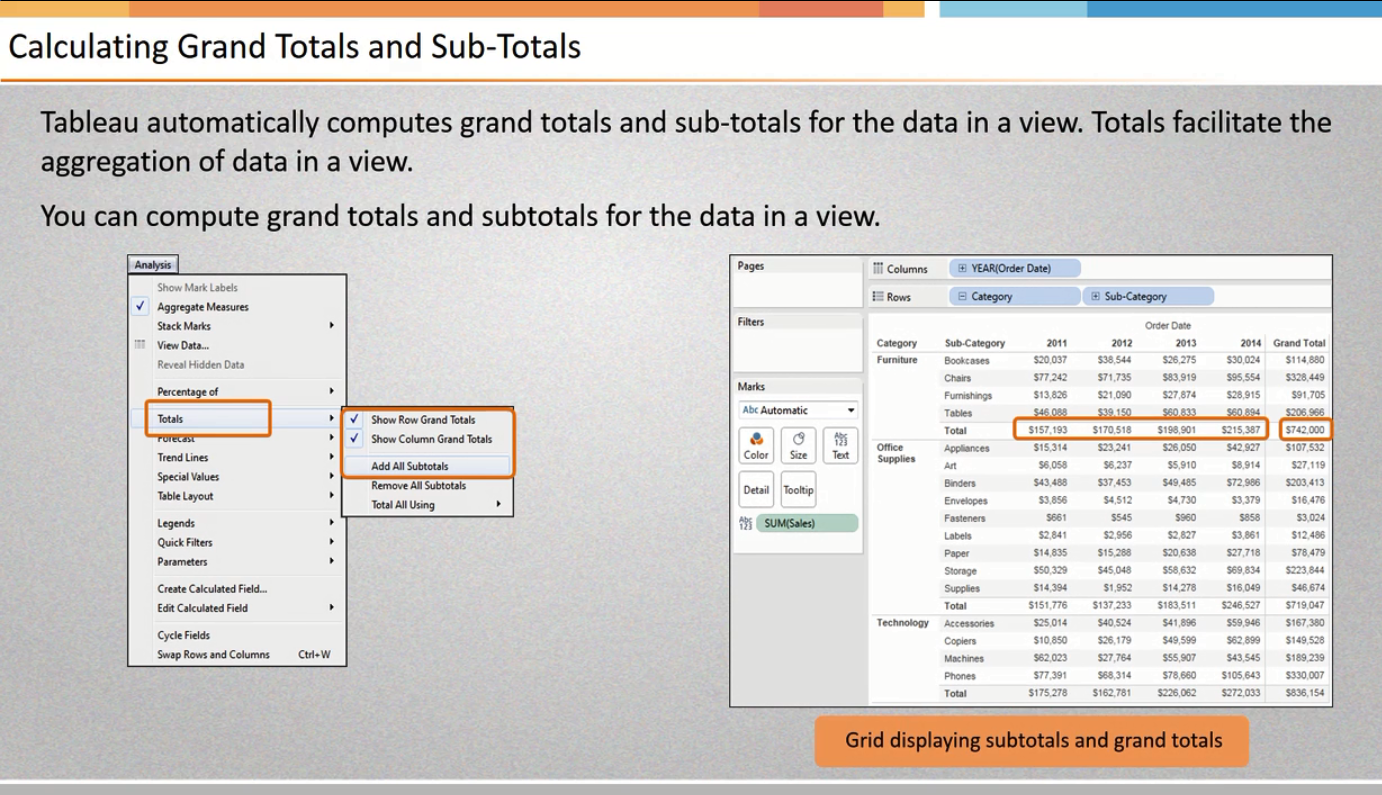 Calculating Grand Totals and Sub-Totals
Tableau automatically computes grand totals and sub-totals for the data in a view. Totals facilitate the
aggregation of data in a view.
You can compute grand totals and subtotals for the data in a view.
Analysis
Show Mark Labels
Aggregate Measures
Stack Marks
View Data...
Reveal Hidden Data
Percentage of
Totals
Forecast
Trend Lines
Special Values
Table Layout
Legends
Quick Filters
Parameters
Create Calculated Field...
Edit Calculated Field
Cycle Fields
Swap Rows and Columns Ctrl+W
Show Row Grand Totals
Show Column Grand Totals
Add All Subtotals
Remove All Subtotals
Total All Using
Pages
Filters
Marks
Abc Automatic
Color Size Abc 123 Text
Detail Tooltip
Abc 123 SUM(Sales)
Columns YEAR(Order Date)
Rows Category Sub-Category
Order Date
Category Sub-Category 2011 2012 2013 2014 Grand Total
Furniture Bookcases $20,037 $38,544 $26,275 $30,024 $114,880
Chairs $77,242 $71,735 $83,919 $95,554 $328,449
Furnishings $13,826 $21,090 $27,874 $28,915 $91,705
Tables $46,088 $39,150 $60,833 $60,894 $206,966
Total $157,193 $170,518 $198,901 $215,387 $742,000
Office Supplies Appliances $15,314 $23,241 $26,050 $42,927 $107,532
Art $6,058 $6,237 $5,910 $8,914 $27,119
Binders $43,488 $37,453 $49,485 $72,986 $203,413
Envelopes $3,856 $4,512 $4,730 $3,379 $16,476
Fasteners $661 $545 $960 $858 $3,024
Labels $2,841 $2,956 $2,827 $3,861 $12,486
Paper $14,835 $15,288 $20,638 $27,718 $78,479
Storage $50,329 $45,048 $58,632 $69,834 $223,844
Supplies $14,394 $1,952 $14,278 $16,049 $46,674
Total $151,776 $137,233 $183,511 $246,527 $719,047
Technology Accessories $25,014 $40,524 $41,896 $59,946 $167,380
Copiers $10,850 $26,179 $49,599 $62,899 $149,528
Machines $62,023 $27,764 $55,907 $43,545 $189,239
Phones $77,391 $68,314 $78,660 $105,643 $330,007
Total $175,278 $162,781 $226,062 $272,033 $836,154
Grid displaying subtotals and grand totals